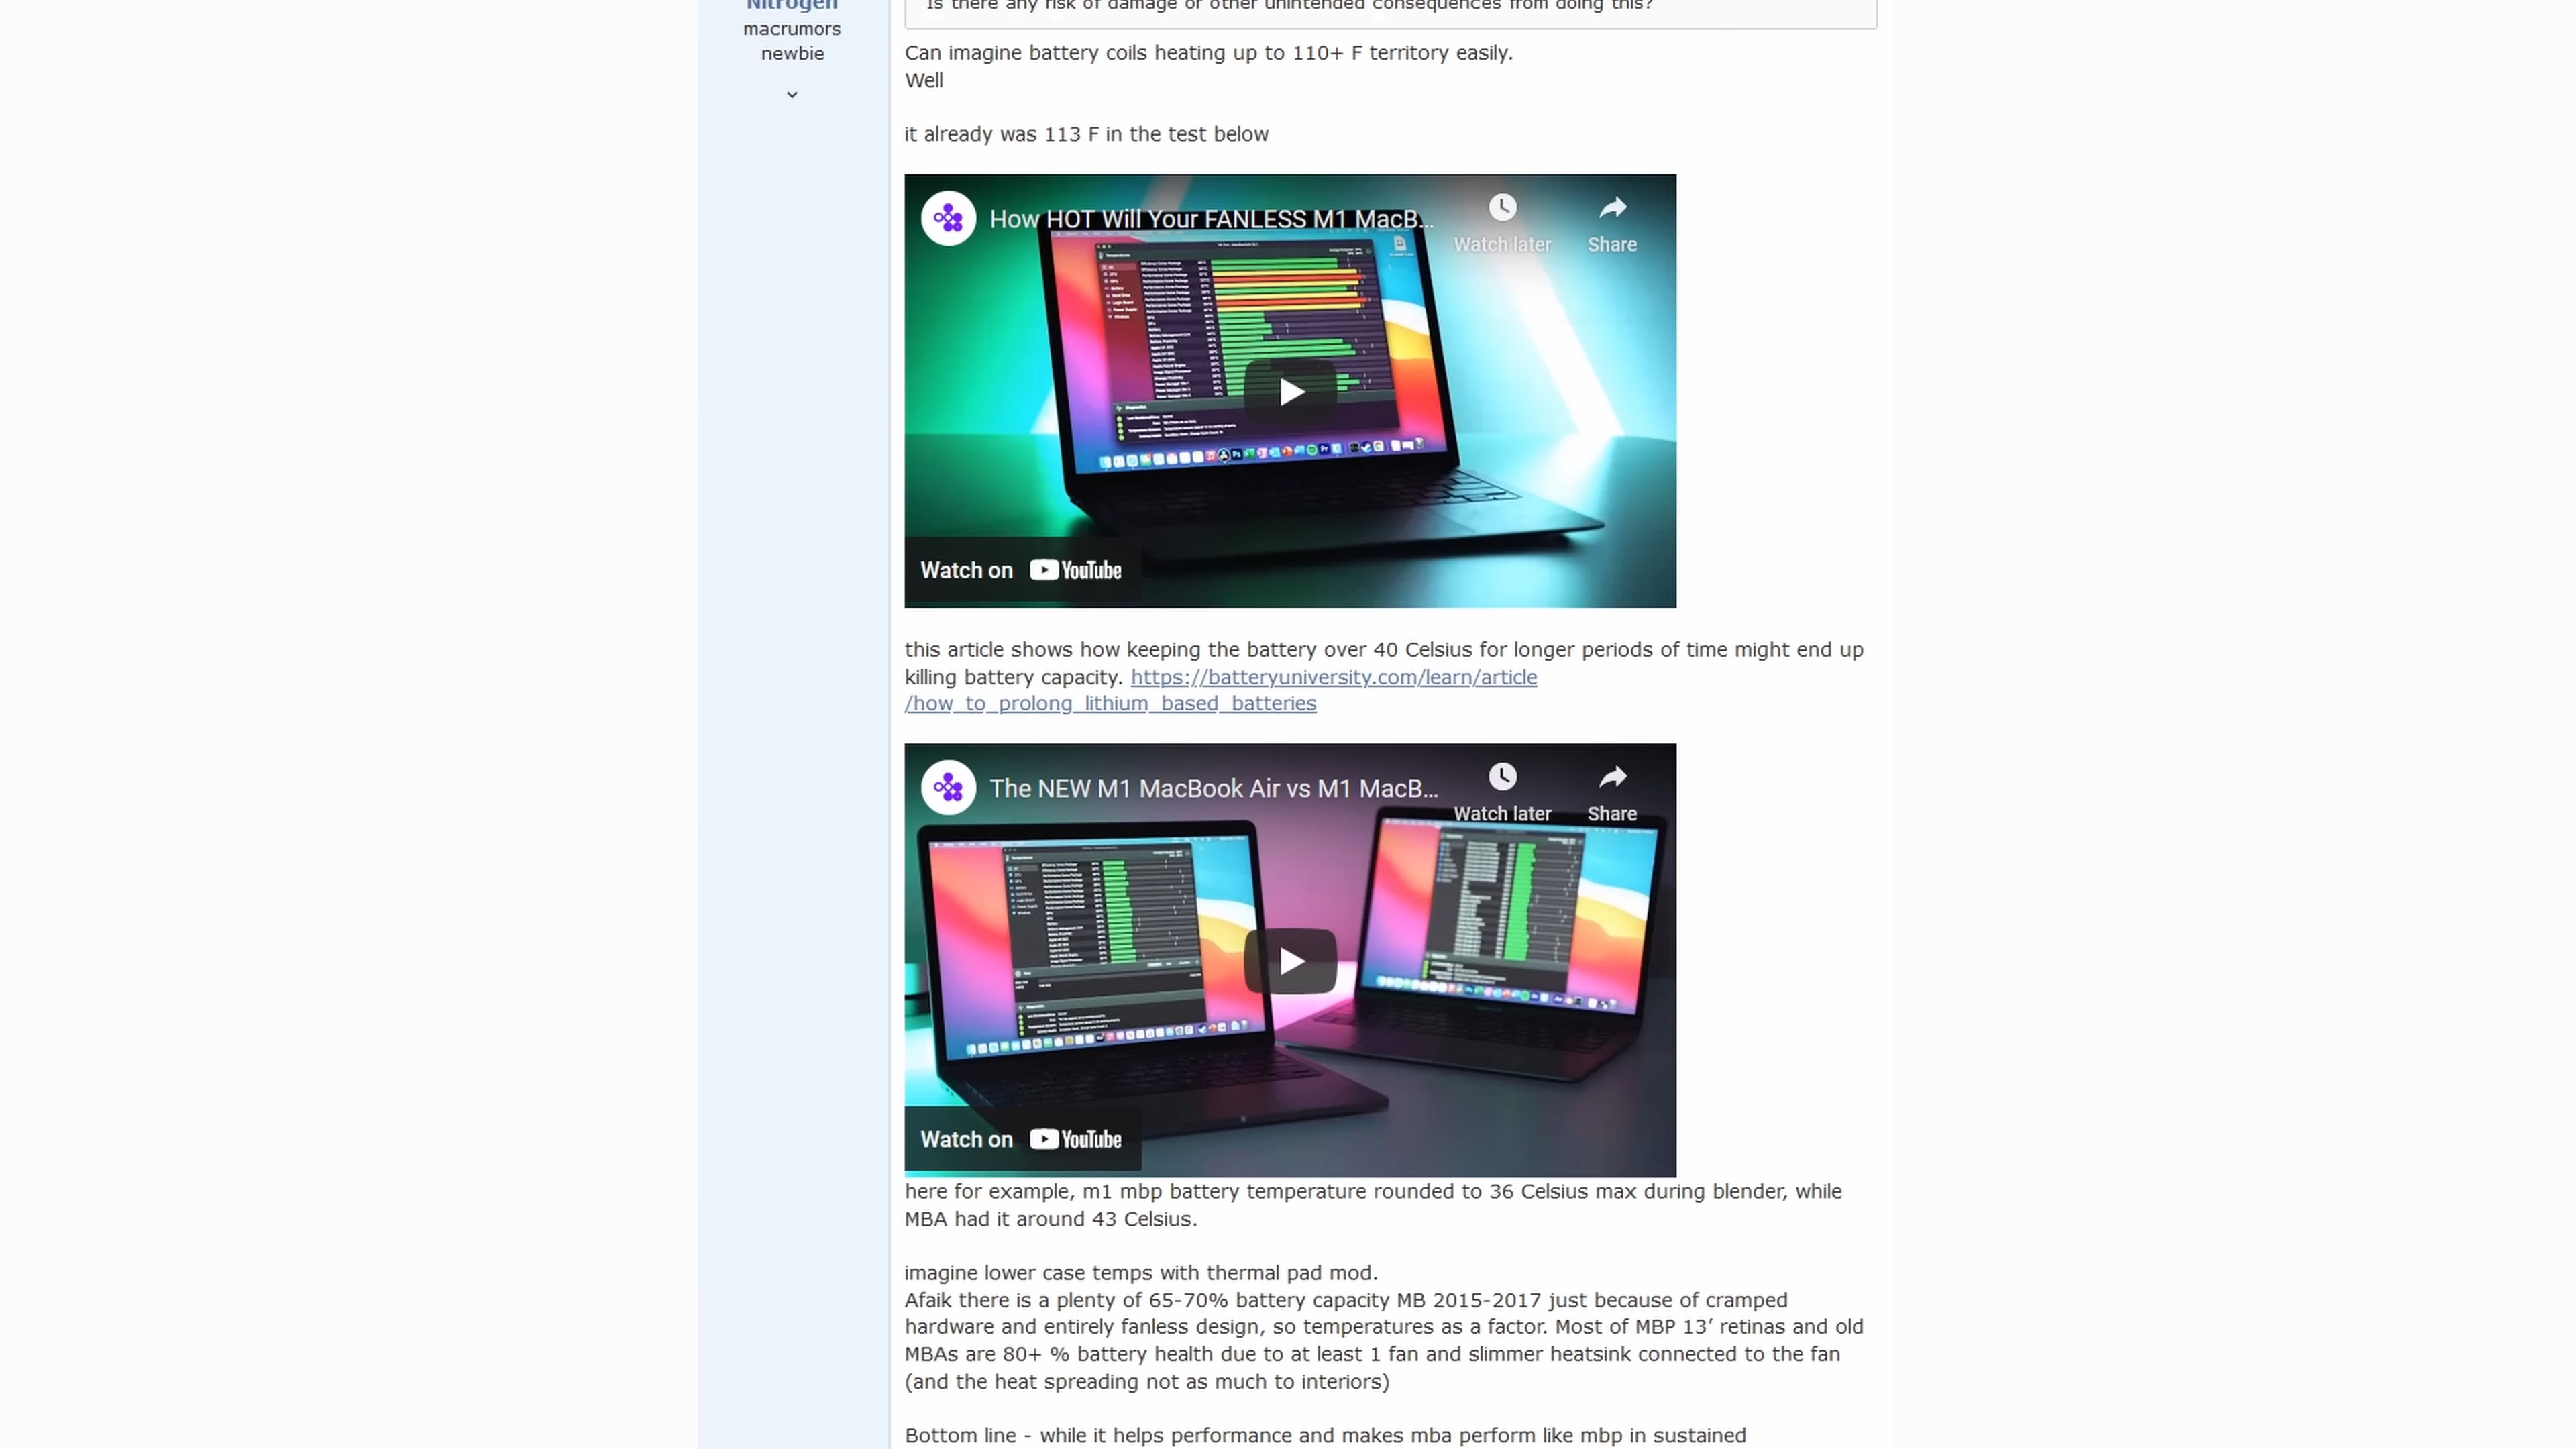 Nitrogen
macrumors
newbie
Is there any risk of damage or other unintended consequences from doing this?
Can imagine battery coils heating up to 110+ F territory easily.
Well
it already was 113 F in the test below
How HOT Will Your FANLESS M1 MacB...
Watch later
Share
Watch on YouTube
this article shows how keeping the battery over 40 Celsius for longer periods of time might end up
killing battery capacity. https://batteryuniversity.com/learn/article
/how_to_prolong_lithium_based_batteries
The NEW M1 MacBook Air vs M1 MacB...
Watch later
Share
Watch on YouTube
here for example, m1 mbp battery temperature rounded to 36 Celsius max during blender, while
MBA had it around 43 Celsius.
imagine lower case temps with thermal pad mod.
Afaik there is a plenty of 65-70% battery capacity MB 2015-2017 just because of cramped
hardware and entirely fanless design, so temperatures as a factor. Most of MBP 13’ retinas and old
MBAs are 80+ % battery health due to at least 1 fan and slimmer heatsink connected to the fan
(and the heat spreading not as much to interiors)
Bottom line - while it helps performance and makes mba perform like mbp in sustained